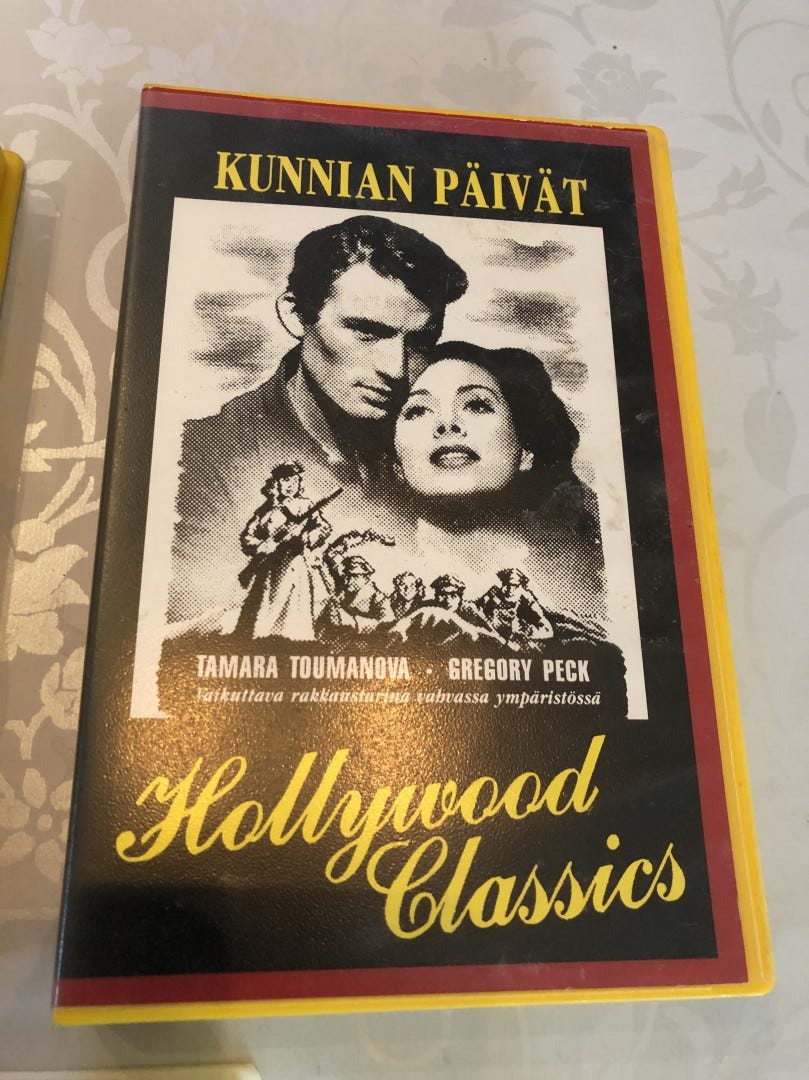 KUNNIAN PÄIVÄT
TAMARA TOUMANOVA · GREGORY PECK
Vaikuttava rakkaustarina vahvassa ympäristössä
Hollywood
Classics